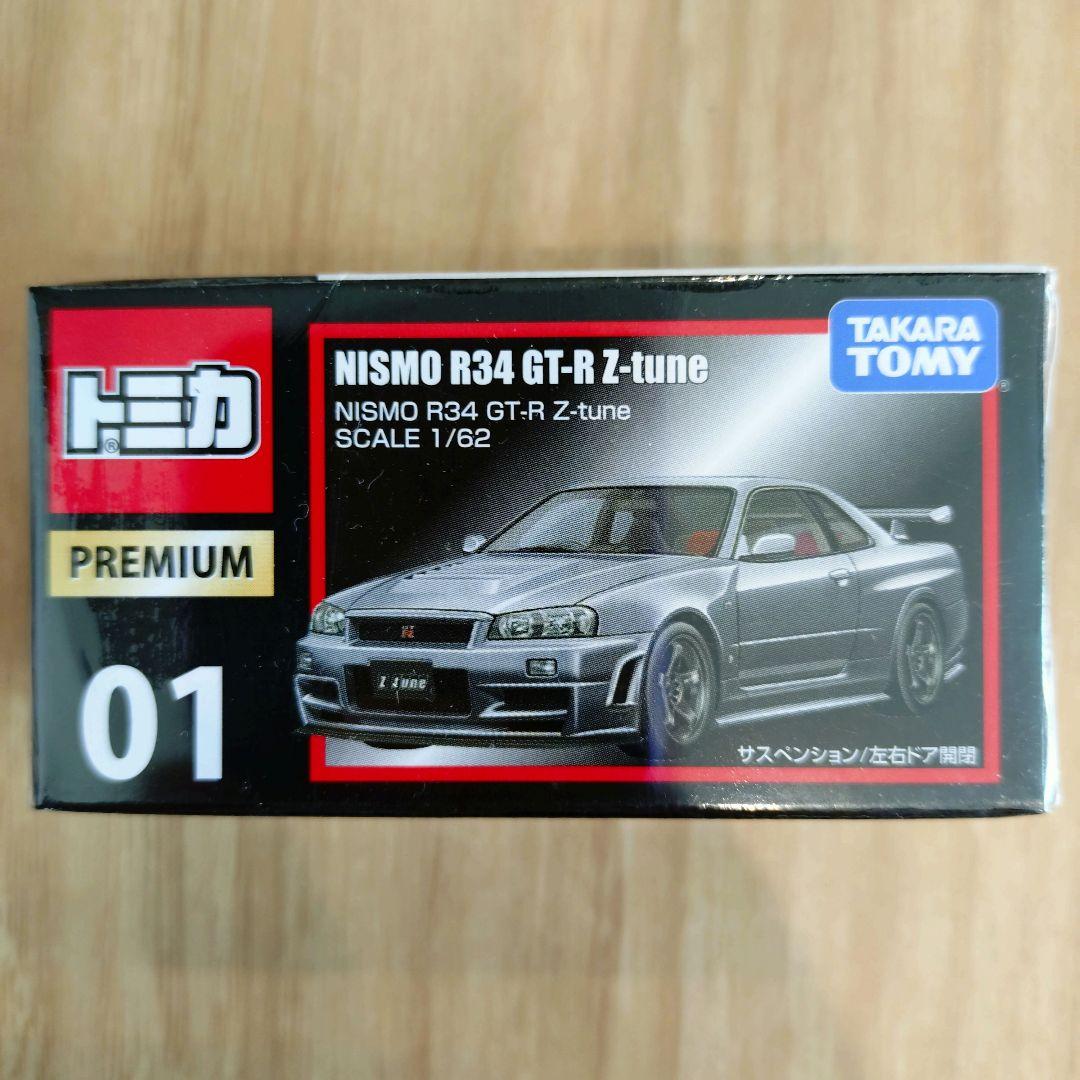 トミカ®
PREMIUM
01
NISMO R34 GT-R Z-tune
NISMO R34 GT-R Z-tune
SCALE 1/62
TAKARA
TOMY®
GT
R
Z tune
サスペンション/左右ドア開閉